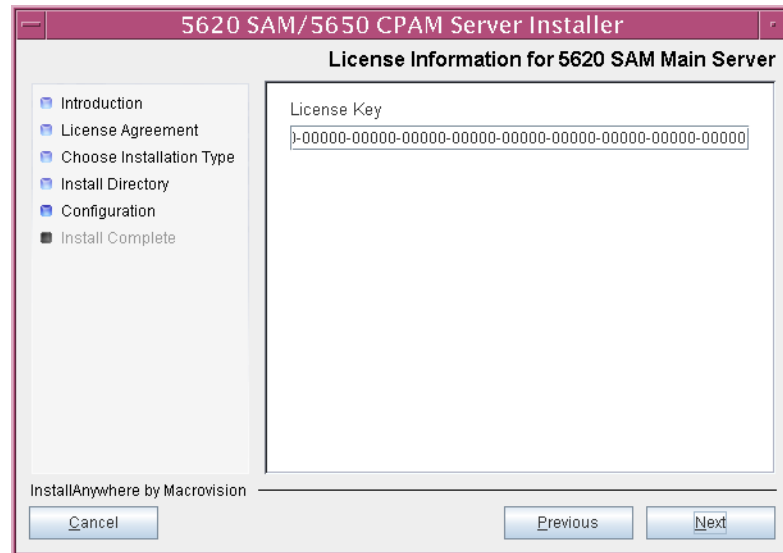 5620 SAM/5650 CPAM Server Installer
License Information for 5620 SAM Main Server
Introduction
License Agreement
Choose Installation Type
Install Directory
Configuration
Install Complete
License Key
)-00000-00000-00000-00000-00000-00000-00000-00000-00000
InstallAnywhere by Macrovision
Cancel
Previous
Next